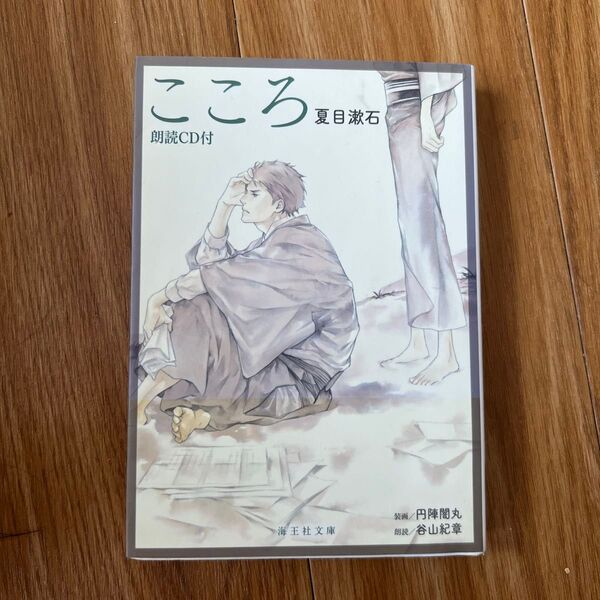 こころ
夏目漱石
朗読CD付
装画／円陣闇丸
朗読／谷山紀章
海王社文庫